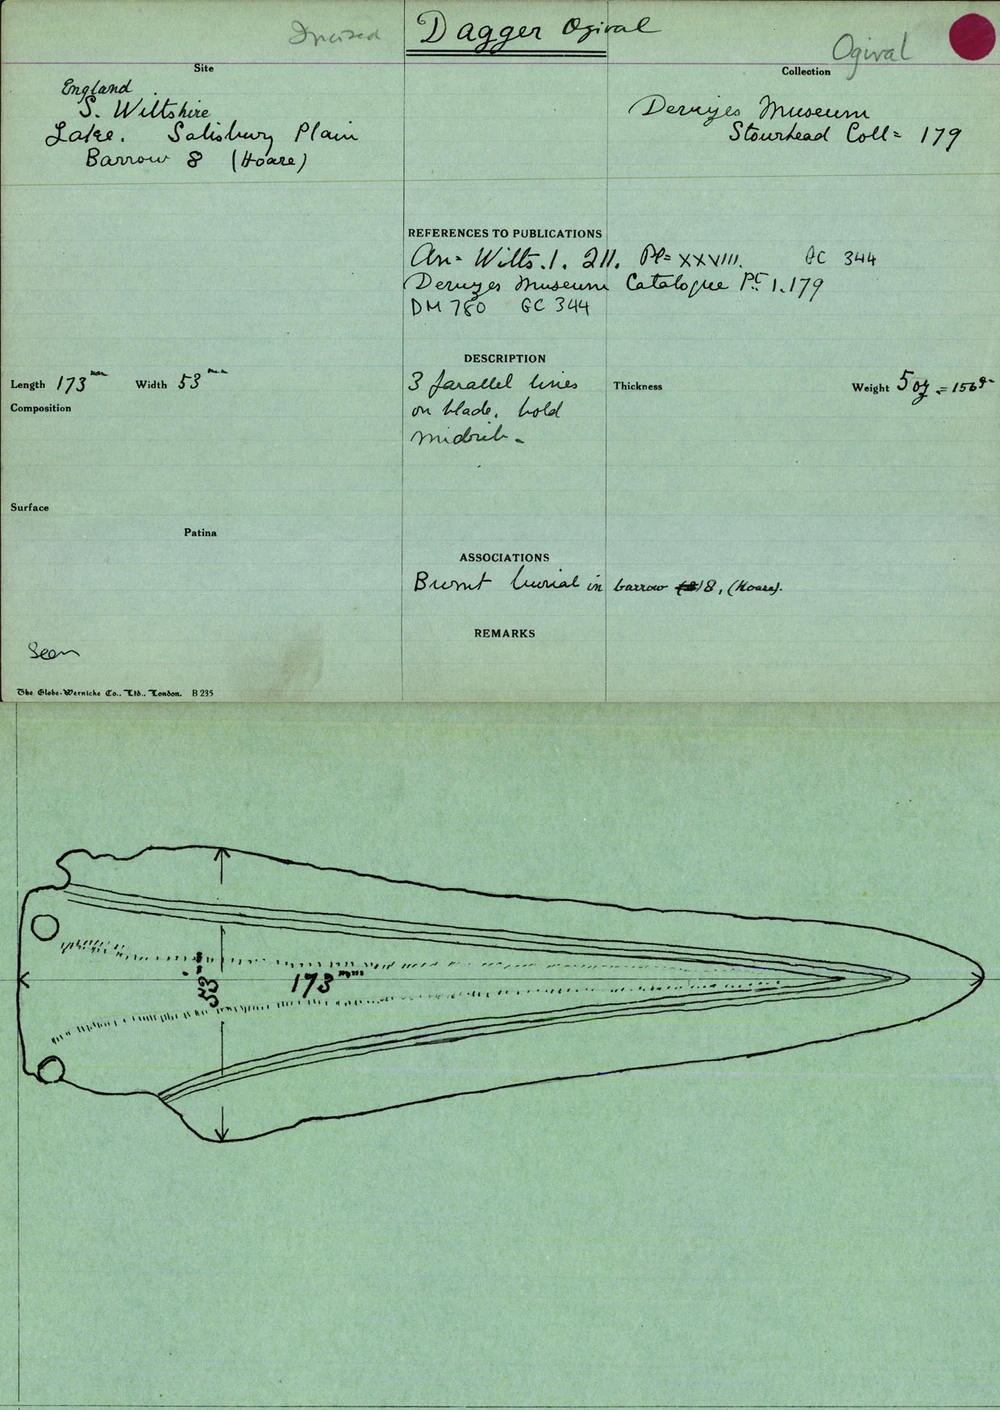 Incised
Dagger Ogival
Ogival
Site
England
S. Wiltshire
Lake. Salisbury Plain
Barrow 8 (Hoare)
Collection
Devizes Museum
Stourhead Coll= 179
REFERENCES TO PUBLICATIONS
An= Wilts. 1. 211. Pl= XXVIII. GC 344
Devizes Museum Catalogue Pt 1. 179
DM 780 GC 344
Length 173 mm Width 53 mm
Composition
DESCRIPTION
3 parallel lines
on blade, bold
midrib -
Thickness
Weight 5 oz = 156 gr
Surface
Patina
ASSOCIATIONS
Burnt burial in barrow 8, (Hoare).
REMARKS
Seen
The Globe-Wernicke Co., Ltd., London. B 235
53 mm
173 mm